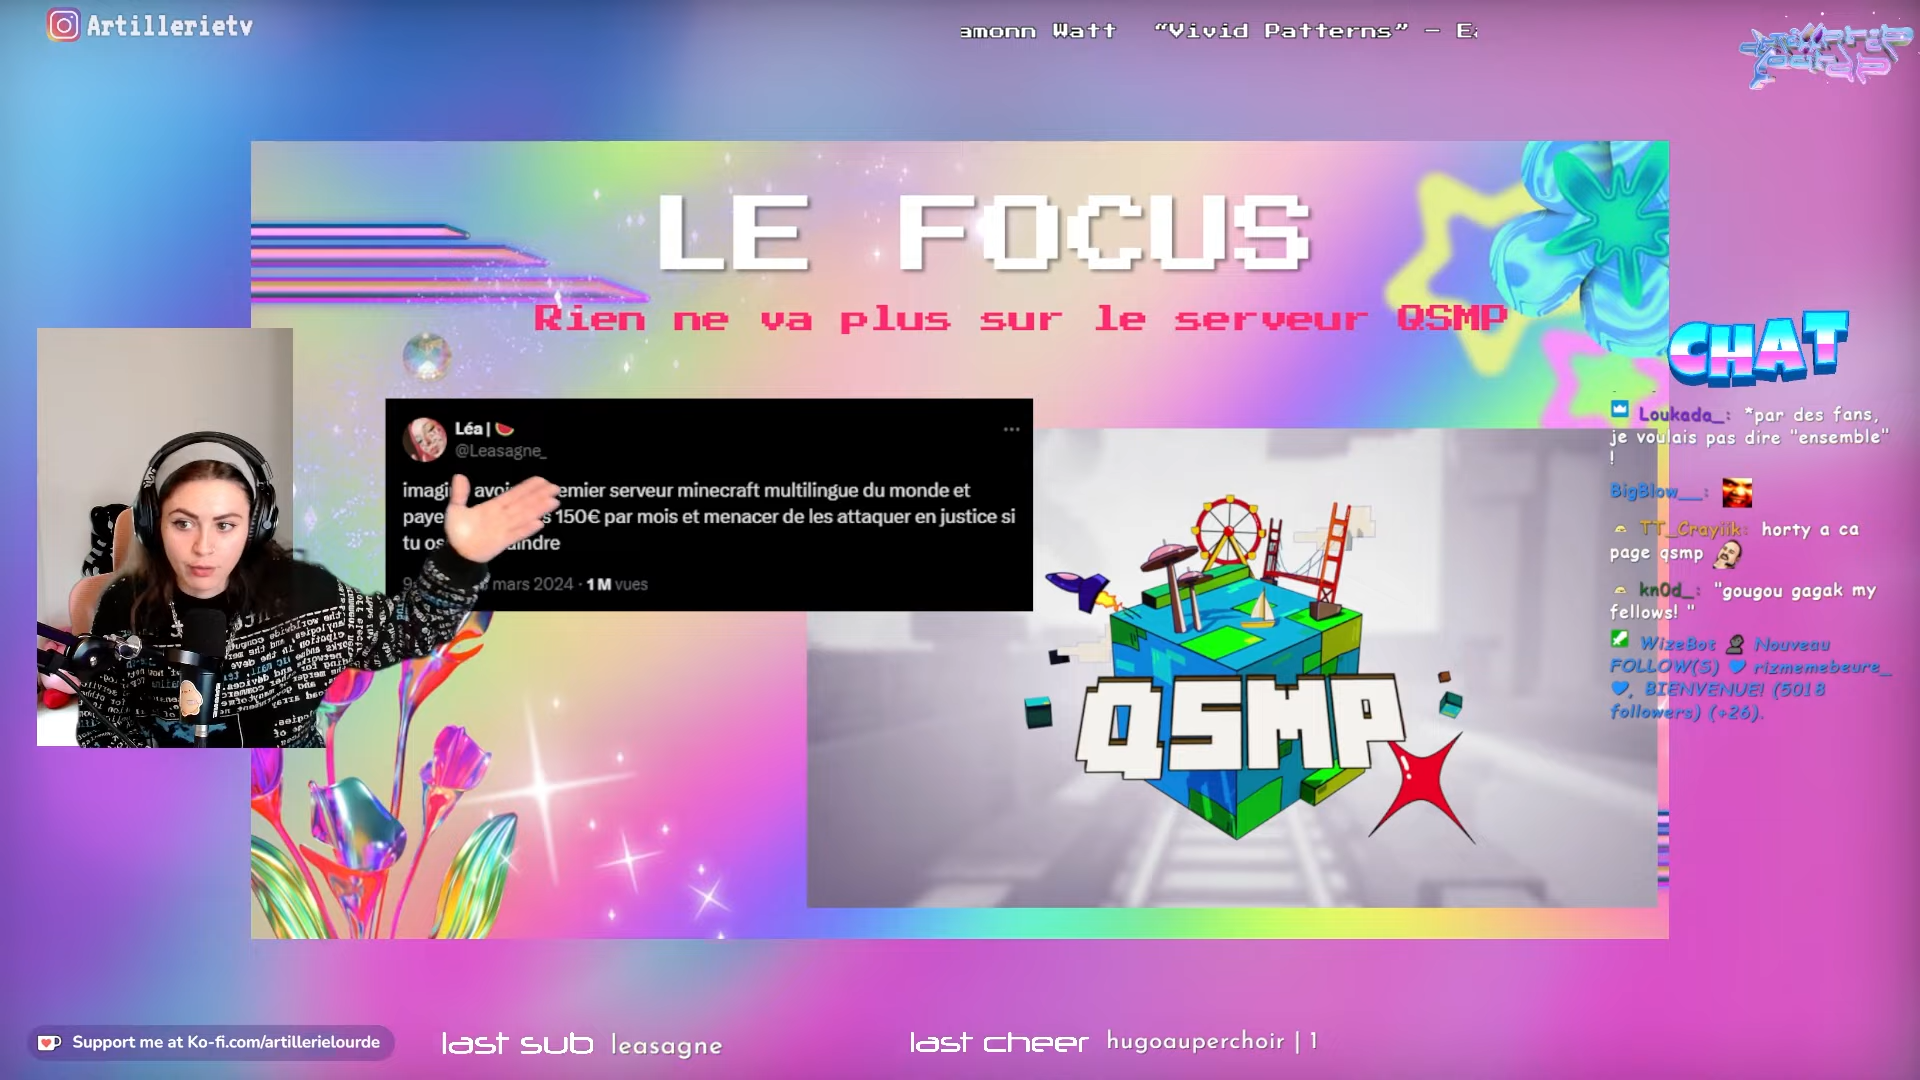 Artillerietv
amonn Watt “Vivid Patterns” – Ea
LE FOCUS
Rien ne va plus sur le serveur QSMP
Léa |
@Leasagne_
avoi emier serveur minecraft multilingue du monde et
150€ par mois et menacer de les attaquer en justice si
tu
mars 2024 · 1 M vues
QSMP
CHAT
Loukada_: *par des fans,
je voulais pas dire "ensemble"
!
BigBlow__:
TT_Crayiik: horty a ca
page qsmp
kn0d_: "gougou gagak my
fellows! "
WizeBot Nouveau
FOLLOW(S) rizmemebeure_
, BIENVENUE! (5018
followers) (+26).
Support me at Ko-fi.com/artillerielourde
last sub leasagne
last cheer hugoauperchoir | 1